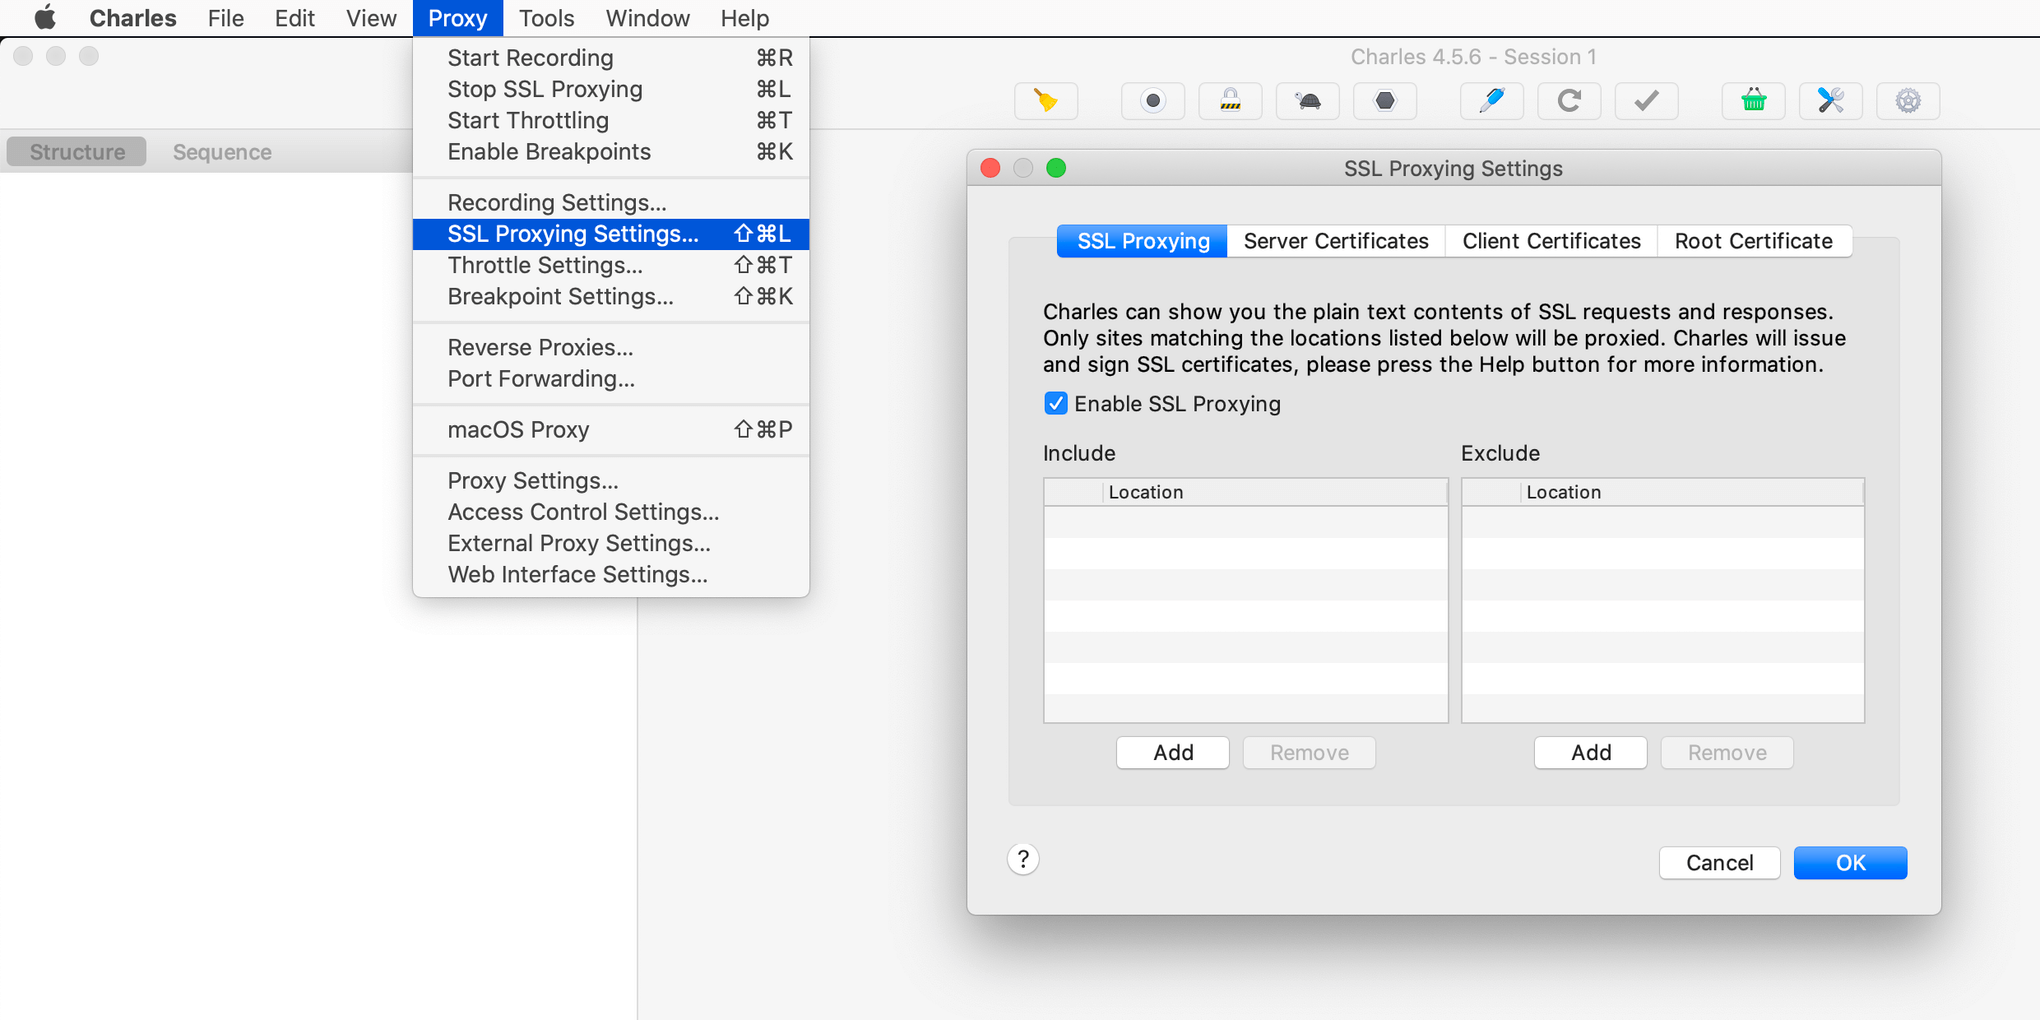 Charles File Edit View Proxy Tools Window Help
Charles 4.5.6 - Session 1
Structure Sequence
Start Recording ⌘R
Stop SSL Proxying ⌘L
Start Throttling ⌘T
Enable Breakpoints ⌘K
Recording Settings...
SSL Proxying Settings... ⇧⌘L
Throttle Settings... ⇧⌘T
Breakpoint Settings... ⇧⌘K
Reverse Proxies...
Port Forwarding...
macOS Proxy ⇧⌘P
Proxy Settings...
Access Control Settings...
External Proxy Settings...
Web Interface Settings...
SSL Proxying Settings
SSL Proxying Server Certificates Client Certificates Root Certificate
Charles can show you the plain text contents of SSL requests and responses.
Only sites matching the locations listed below will be proxied. Charles will issue
and sign SSL certificates, please press the Help button for more information.
Enable SSL Proxying
Include Exclude
Location Location
Add Remove Add Remove
? Cancel OK